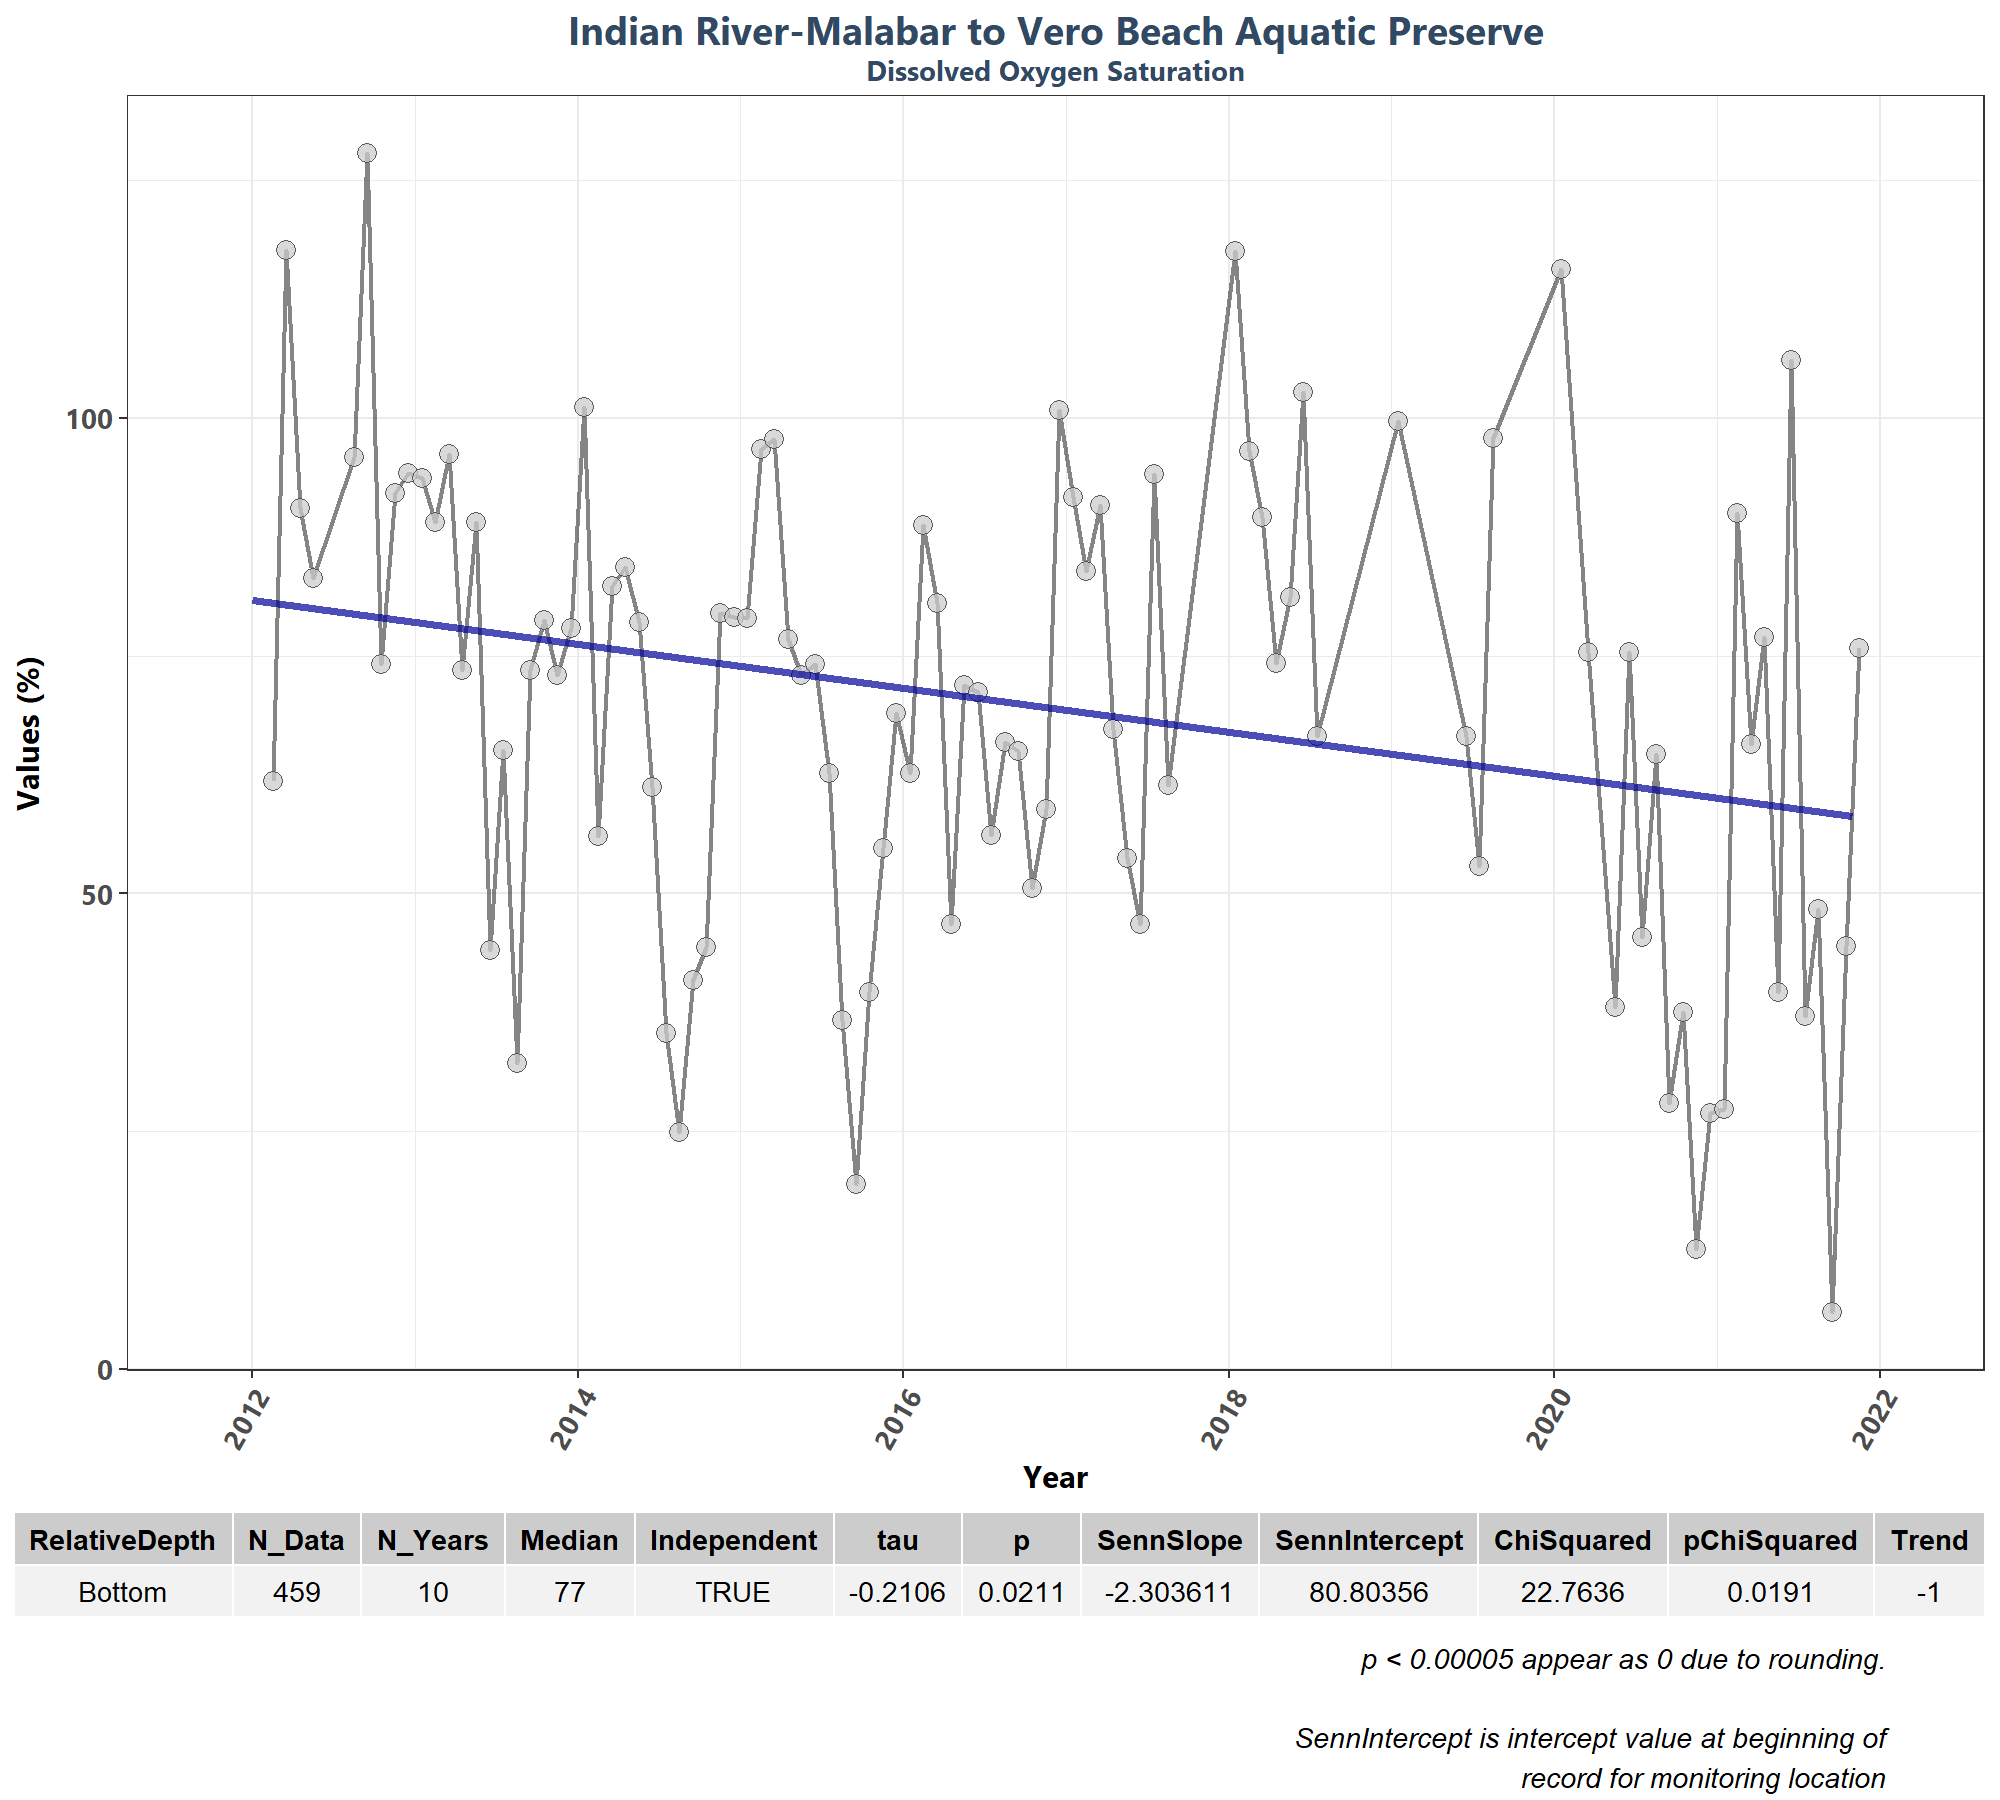 Indian River-Malabar to Vero Beach Aquatic Preserve
Dissolved Oxygen Saturation
Values (%)
100
50
0
2012 2014 2016 2018 2020 2022
Year
RelativeDepth N_Data N_Years Median Independent tau p SennSlope SennIntercept ChiSquared pChiSquared Trend
Bottom 459 10 77 TRUE -0.2106 0.0211 -2.303611 80.80356 22.7636 0.0191 -1
p < 0.00005 appear as 0 due to rounding.
SennIntercept is intercept value at beginning of
record for monitoring location